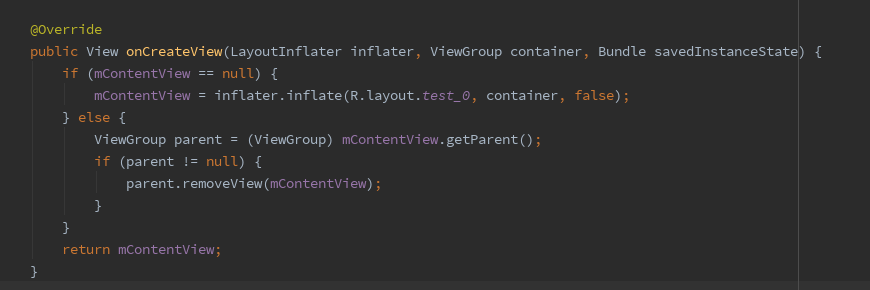 @Override
public View onCreateView(LayoutInflater inflater, ViewGroup container, Bundle savedInstanceState) {
    if (mContentView == null) {
        mContentView = inflater.inflate(R.layout.test_0, container, false);
    } else {
        ViewGroup parent = (ViewGroup) mContentView.getParent();
        if (parent != null) {
            parent.removeView(mContentView);
        }
    }
    return mContentView;
}